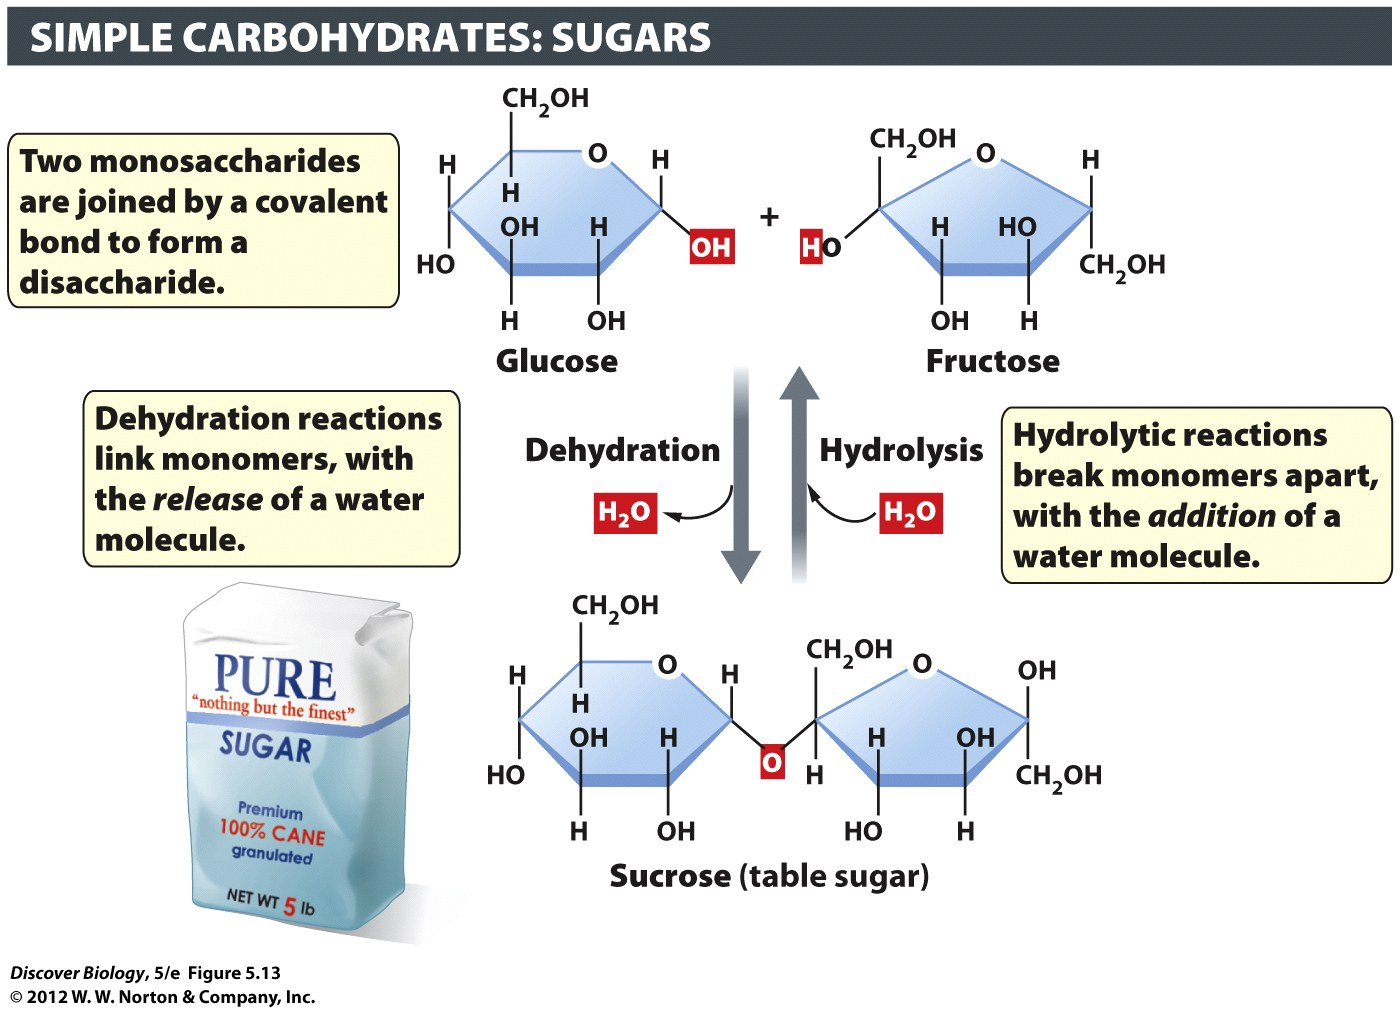 SIMPLE CARBOHYDRATES: SUGARS
Two monosaccharides
are joined by a covalent
bond to form a
disaccharide.
CH₂OH
H
O
H
H
OH
H
HO
OH
H
OH
Glucose
+
CH₂OH
O
H
HO
H
HO
CH₂OH
OH
H
Fructose
Dehydration reactions
link monomers, with
the release of a water
molecule.
Dehydration
H₂O
Hydrolysis
H₂O
Hydrolytic reactions
break monomers apart,
with the addition of a
water molecule.
PURE
"nothing but the finest"
SUGAR
Premium
100% CANE
granulated
NET WT 5 lb
CH₂OH
H
O
H
H
OH
H
HO
H
OH
O
CH₂OH
O
OH
H
OH
H
CH₂OH
HO
H
Sucrose (table sugar)
Discover Biology, 5/e Figure 5.13
© 2012 W. W. Norton & Company, Inc.